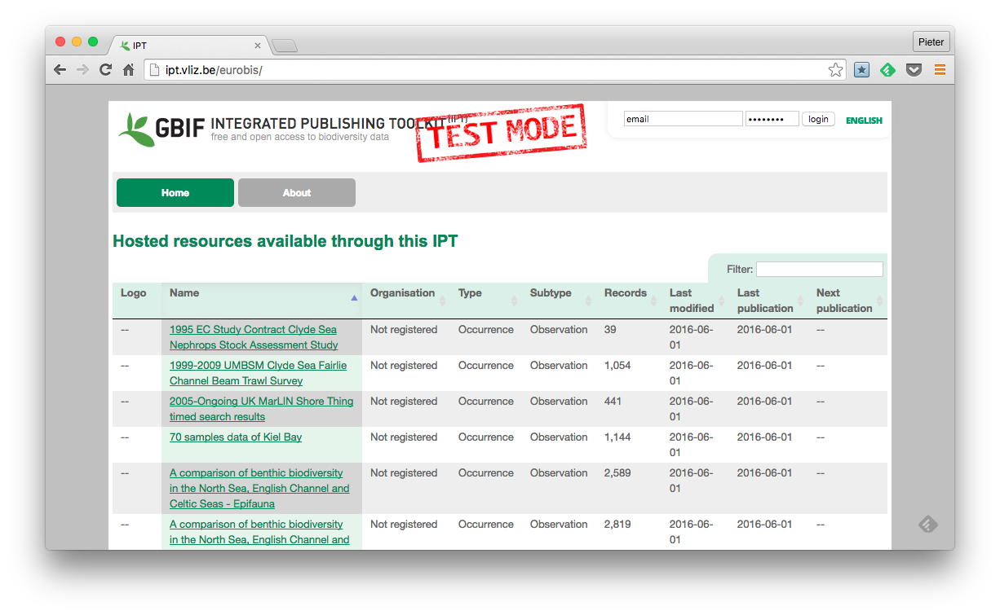 IPT
Pieter
ipt.vliz.be/eurobis/
GBIF INTEGRATED PUBLISHING TOOLKIT(IPT)
free and open access to biodiversity data
TEST MODE
email
login
ENGLISH
Home
About
Hosted resources available through this IPT
Filter:
Logo Name Organisation Type Subtype Records Last modified Last publication Next publication
-- 1995 EC Study Contract Clyde Sea Not registered Occurrence Observation 39 2016-06- 2016-06-01 --
Nephrops Stock Assessment Study 01
-- 1999-2009 UMBSM Clyde Sea Fairlie Not registered Occurrence Observation 1,054 2016-06- 2016-06-01 --
Channel Beam Trawl Survey 01
-- 2005-Ongoing UK MarLIN Shore Thing Not registered Occurrence Observation 441 2016-06- 2016-06-01 --
timed search results 01
-- 70 samples data of Kiel Bay Not registered Occurrence Observation 1,144 2016-06- 2016-06-01 --
01
-- A comparison of benthic biodiversity Not registered Occurrence Observation 2,589 2016-06- 2016-06-01 --
in the North Sea, English Channel and 01
Celtic Seas - Epifauna
-- A comparison of benthic biodiversity Not registered Occurrence Observation 2,819 2016-06- 2016-06-01 --
in the North Sea, English Channel and 01